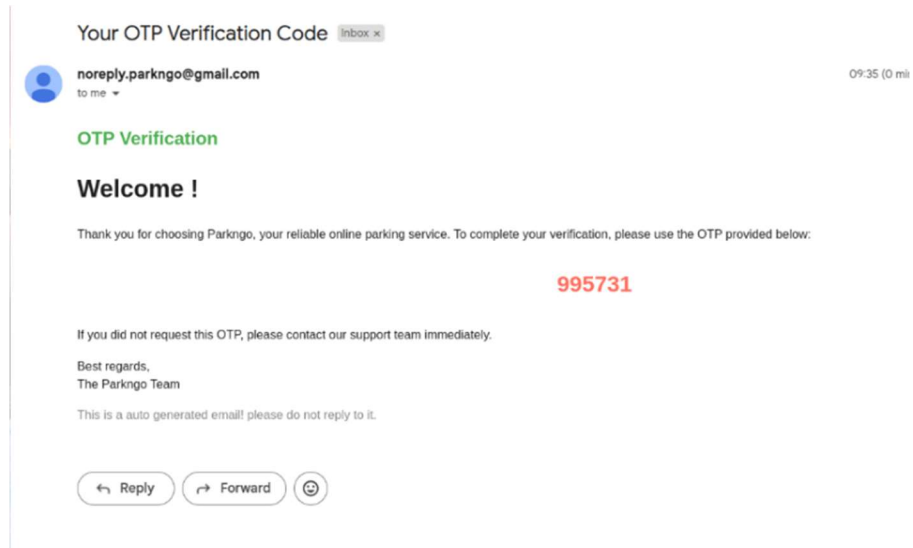 Your OTP Verification Code Inbox ×
noreply.parkngo@gmail.com 09:35 (0 mi
to me
OTP Verification
Welcome !
Thank you for choosing Parkngo, your reliable online parking service. To complete your verification, please use the OTP provided below:
995731
If you did not request this OTP, please contact our support team immediately.
Best regards,
The Parkngo Team
This is a auto generated email! please do not reply to it.
Reply Forward